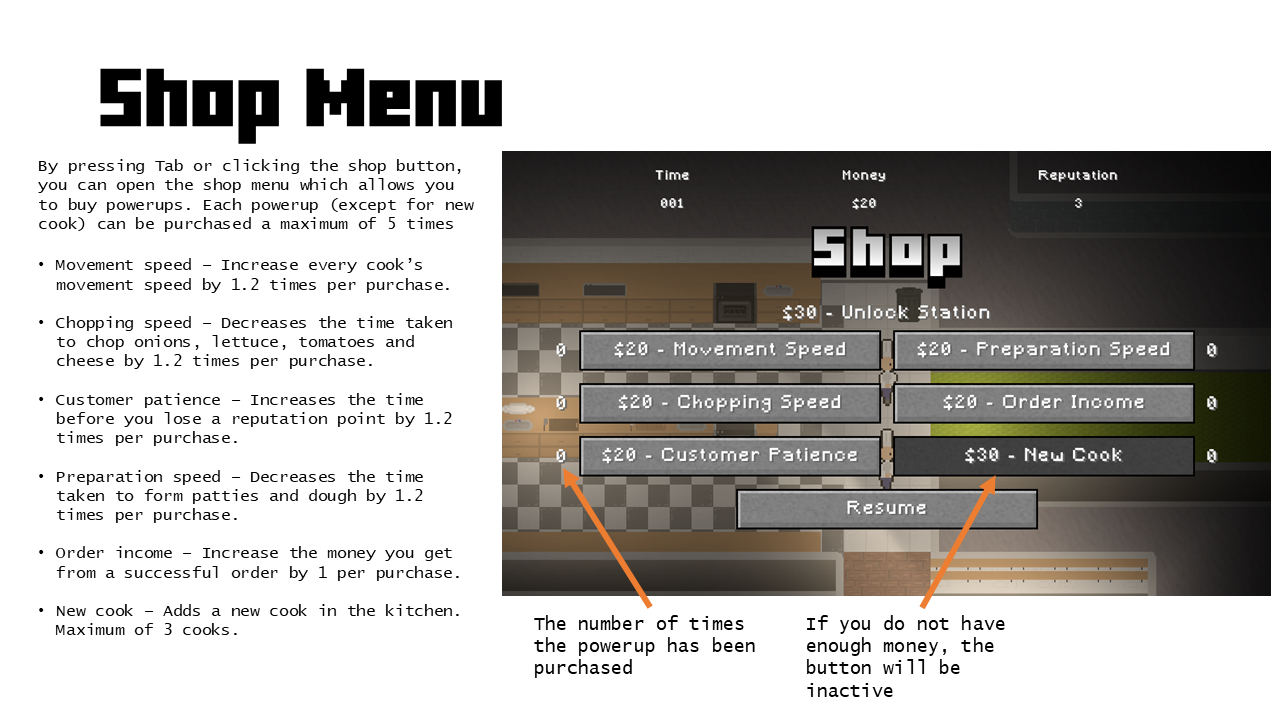 Shop Menu
By pressing Tab or clicking the shop button,
you can open the shop menu which allows you
to buy powerups. Each powerup (except for new
cook) can be purchased a maximum of 5 times
• Movement speed – Increase every cook’s
movement speed by 1.2 times per purchase.
• Chopping speed – Decreases the time taken
to chop onions, lettuce, tomatoes and
cheese by 1.2 times per purchase.
• Customer patience – Increases the time
before you lose a reputation point by 1.2
times per purchase.
• Preparation speed – Decreases the time
taken to form patties and dough by 1.2
times per purchase.
• Order income – Increase the money you get
from a successful order by 1 per purchase.
• New cook – Adds a new cook in the kitchen.
Maximum of 3 cooks.
Time Money Reputation
001 $20 3
Shop
$30 - Unlock Station
0 $20 - Movement Speed $20 - Preparation Speed 0
0 $20 - Chopping Speed $20 - Order Income 0
0 $20 - Customer Patience $30 - New Cook 0
Resume
The number of times
the powerup has been
purchased
If you do not have
enough money, the
button will be
inactive